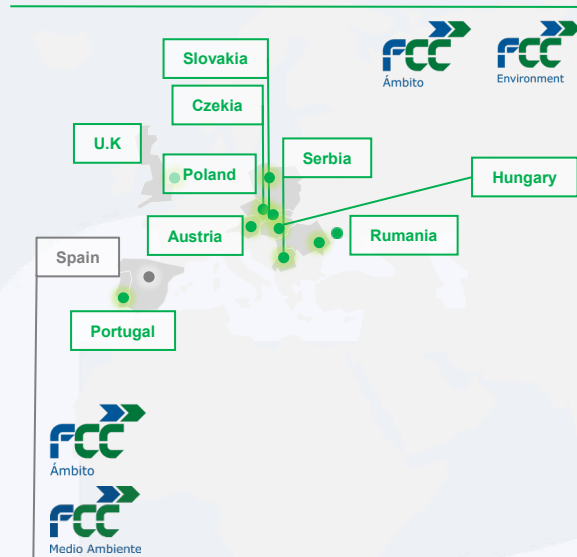 FCC
Ámbito
FCC
Environment
Slovakia
Czekia
U.K
Poland
Serbia
Hungary
Austria
Rumania
Spain
Portugal
FCC
Ámbito
FCC
Medio Ambiente